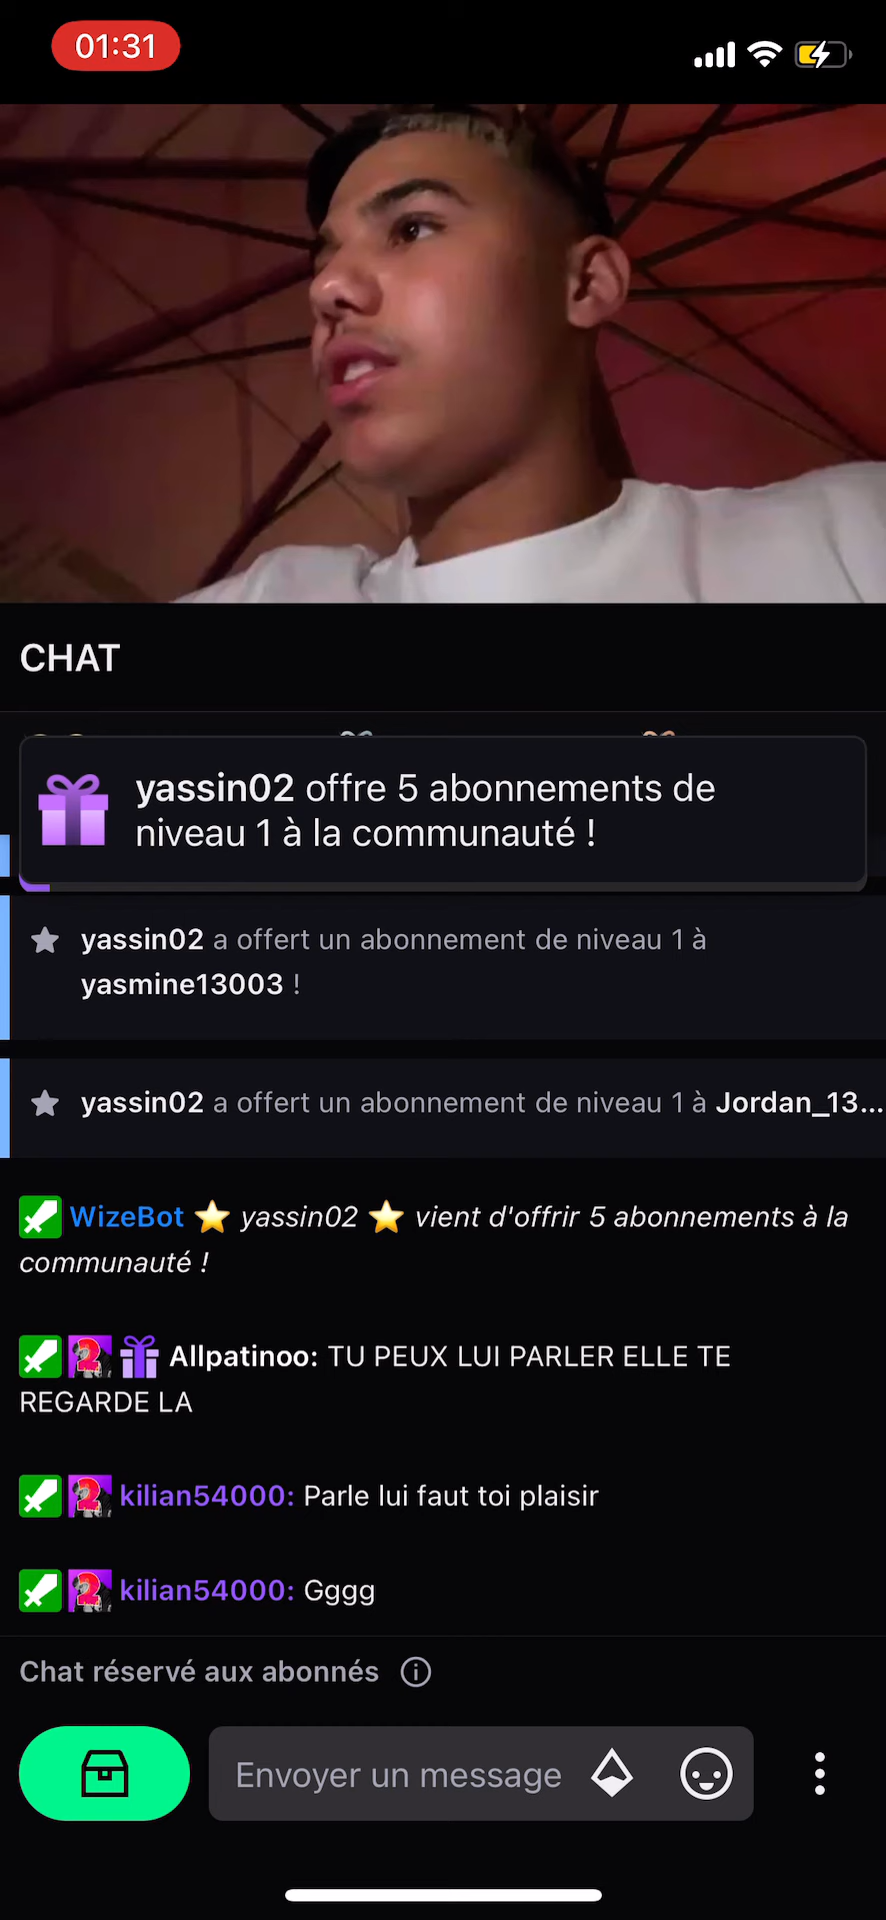 01:31
CHAT
yassin02 offre 5 abonnements de
niveau 1 à la communauté !
yassin02 a offert un abonnement de niveau 1 à
yasmine13003 !
yassin02 a offert un abonnement de niveau 1 à Jordan_13...
WizeBot ⭐ yassin02 ⭐ vient d'offrir 5 abonnements à la
communauté !
2 Allpatinoo: TU PEUX LUI PARLER ELLE TE
REGARDE LA
2 kilian54000: Parle lui faut toi plaisir
2 kilian54000: Gggg
Chat réservé aux abonnés
Envoyer un message